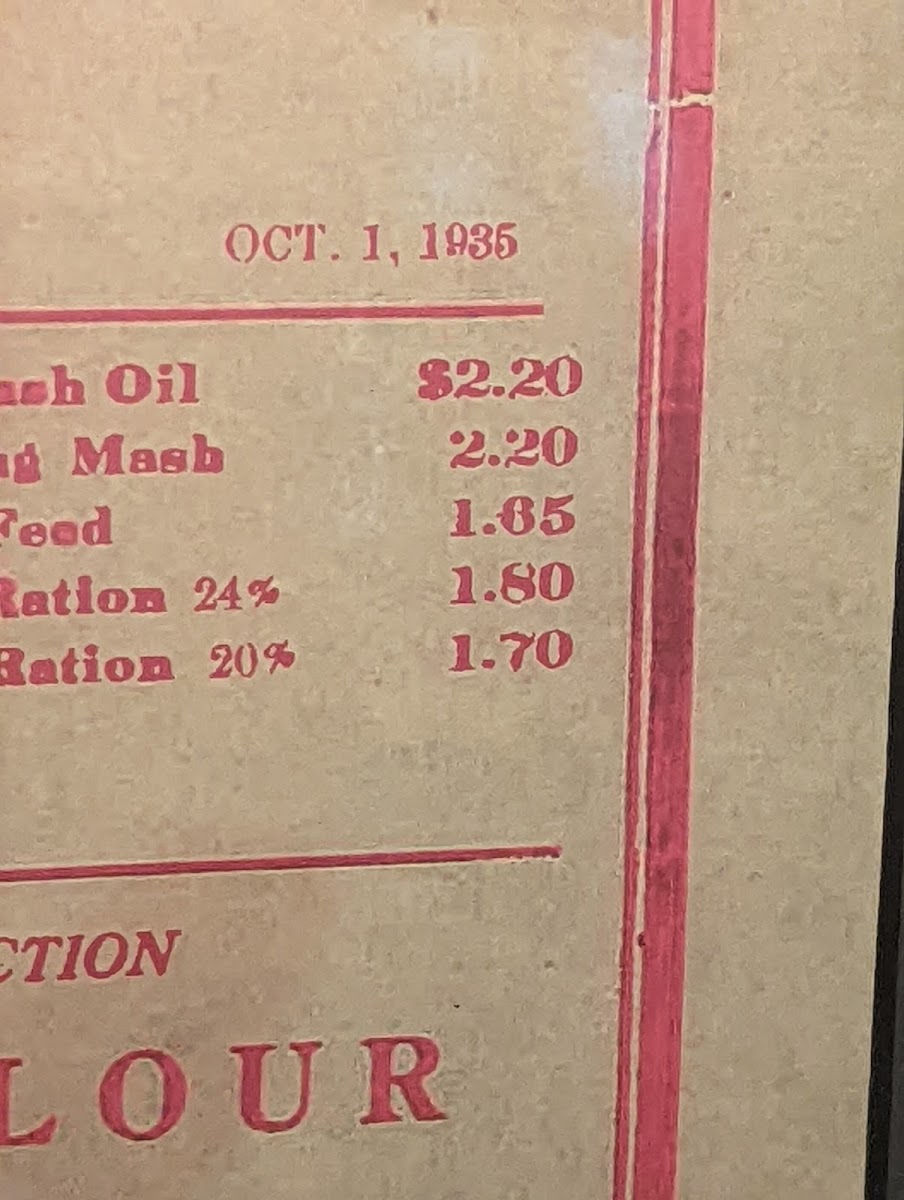 OCT. 1, 1935
ash Oil $2.20
ng Mash 2.20
Feed 1.65
Ration 24% 1.80
Ration 20% 1.70
CTION
LOUR